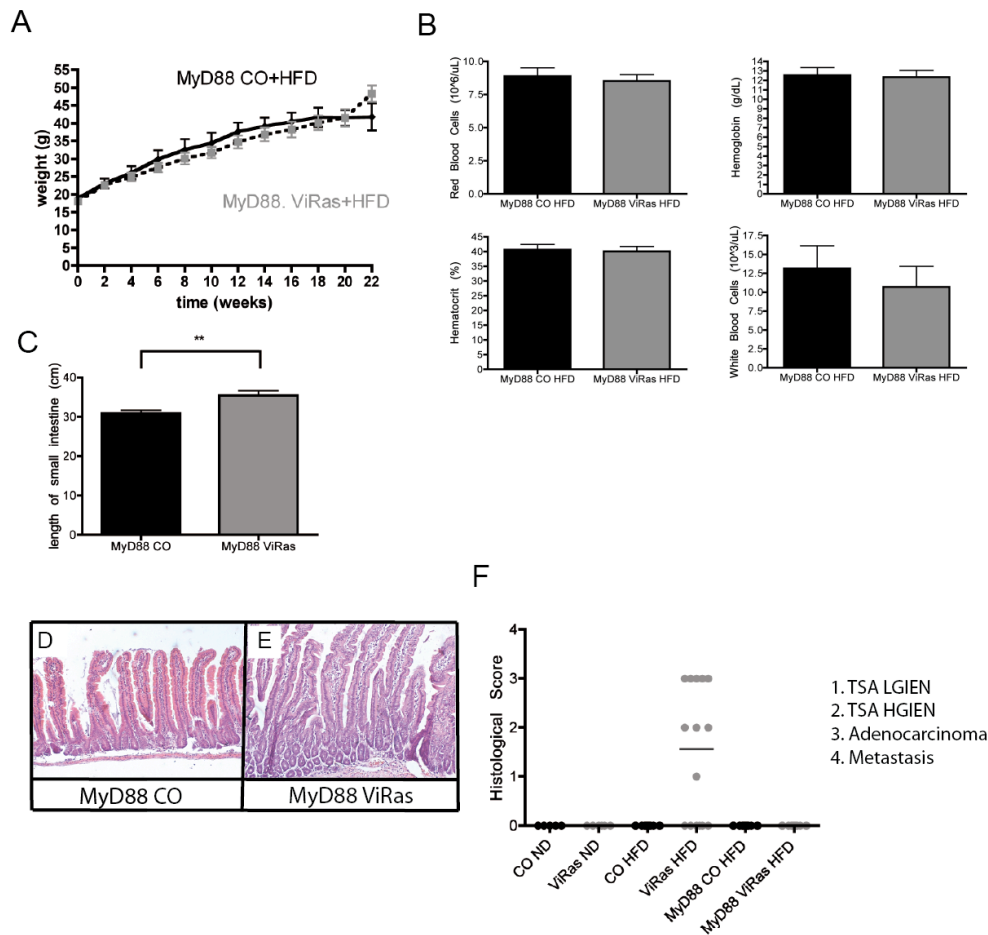 A
MyD88 CO+HFD
MyD88. ViRas+HFD
weight (g)
55
50
45
40
35
30
25
20
15
10
5
0
0 2 4 6 8 10 12 14 16 18 20 22
time (weeks)
B
Red Blood Cells (10^6/uL)
10.0
7.5
5.0
2.5
0.0
MyD88 CO HFD MyD88 ViRas HFD
Hemoglobin (g/dL)
13
12
11
10
9
8
7
6
5
4
3
2
1
0
MyD88 CO HFD MyD88 ViRas HFD
Hematocrit (%)
45
40
35
30
25
20
15
10
5
0
MyD88 CO HFD MyD88 ViRas HFD
White Blood Cells (10^3/uL)
17.5
15.0
12.5
10.0
7.5
5.0
2.5
0.0
MyD88 CO HFD MyD88 ViRas HFD
C
**
length of small intestine (cm)
40
30
20
10
0
MyD88 CO MyD88 ViRas
D
MyD88 CO
E
MyD88 ViRas
F
Histological Score
4
3
2
1
0
CO ND
ViRas ND
CO HFD
ViRas HFD
MyD88 CO HFD
MyD88 ViRas HFD
1. TSA LGIEN
2. TSA HGIEN
3. Adenocarcinoma
4. Metastasis